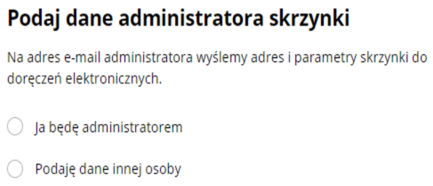 Podaj dane administratora skrzynki
Na adres e-mail administratora wyślemy adres i parametry skrzynki do
doręczeń elektronicznych.
Ja będę administratorem
Podaję dane innej osoby